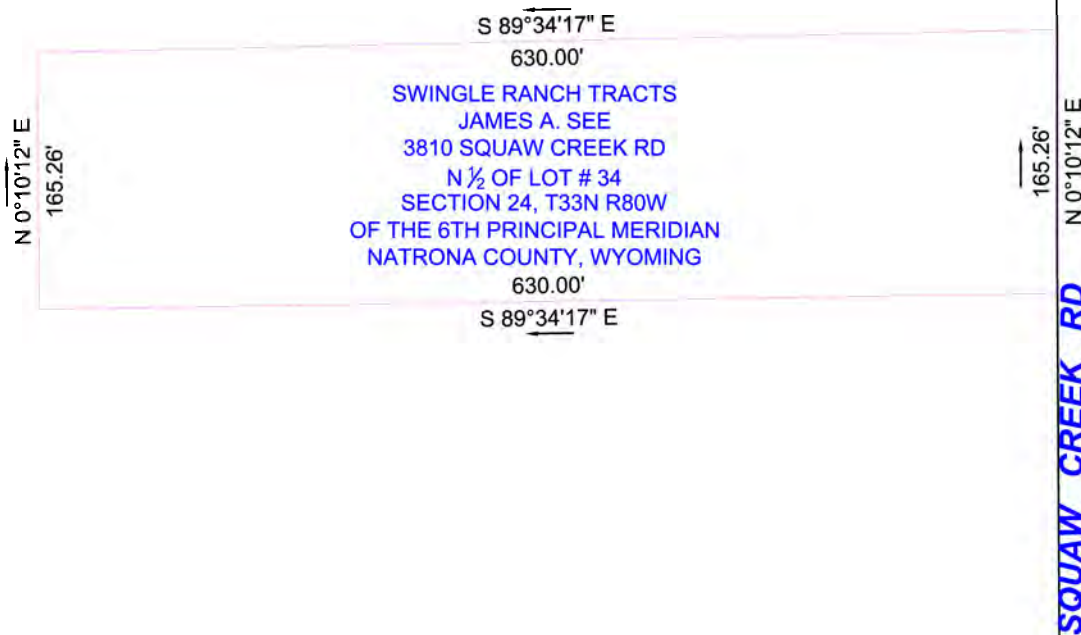 S 89°34'17" E
630.00'
SWINGLE RANCH TRACTS
JAMES A. SEE
3810 SQUAW CREEK RD
N ½ OF LOT # 34
SECTION 24, T33N R80W
OF THE 6TH PRINCIPAL MERIDIAN
NATRONA COUNTY, WYOMING
630.00'
S 89°34'17" E
N 0°10'12" E
165.26'
165.26'
N 0°10'12" E
SQUAW CREEK RD